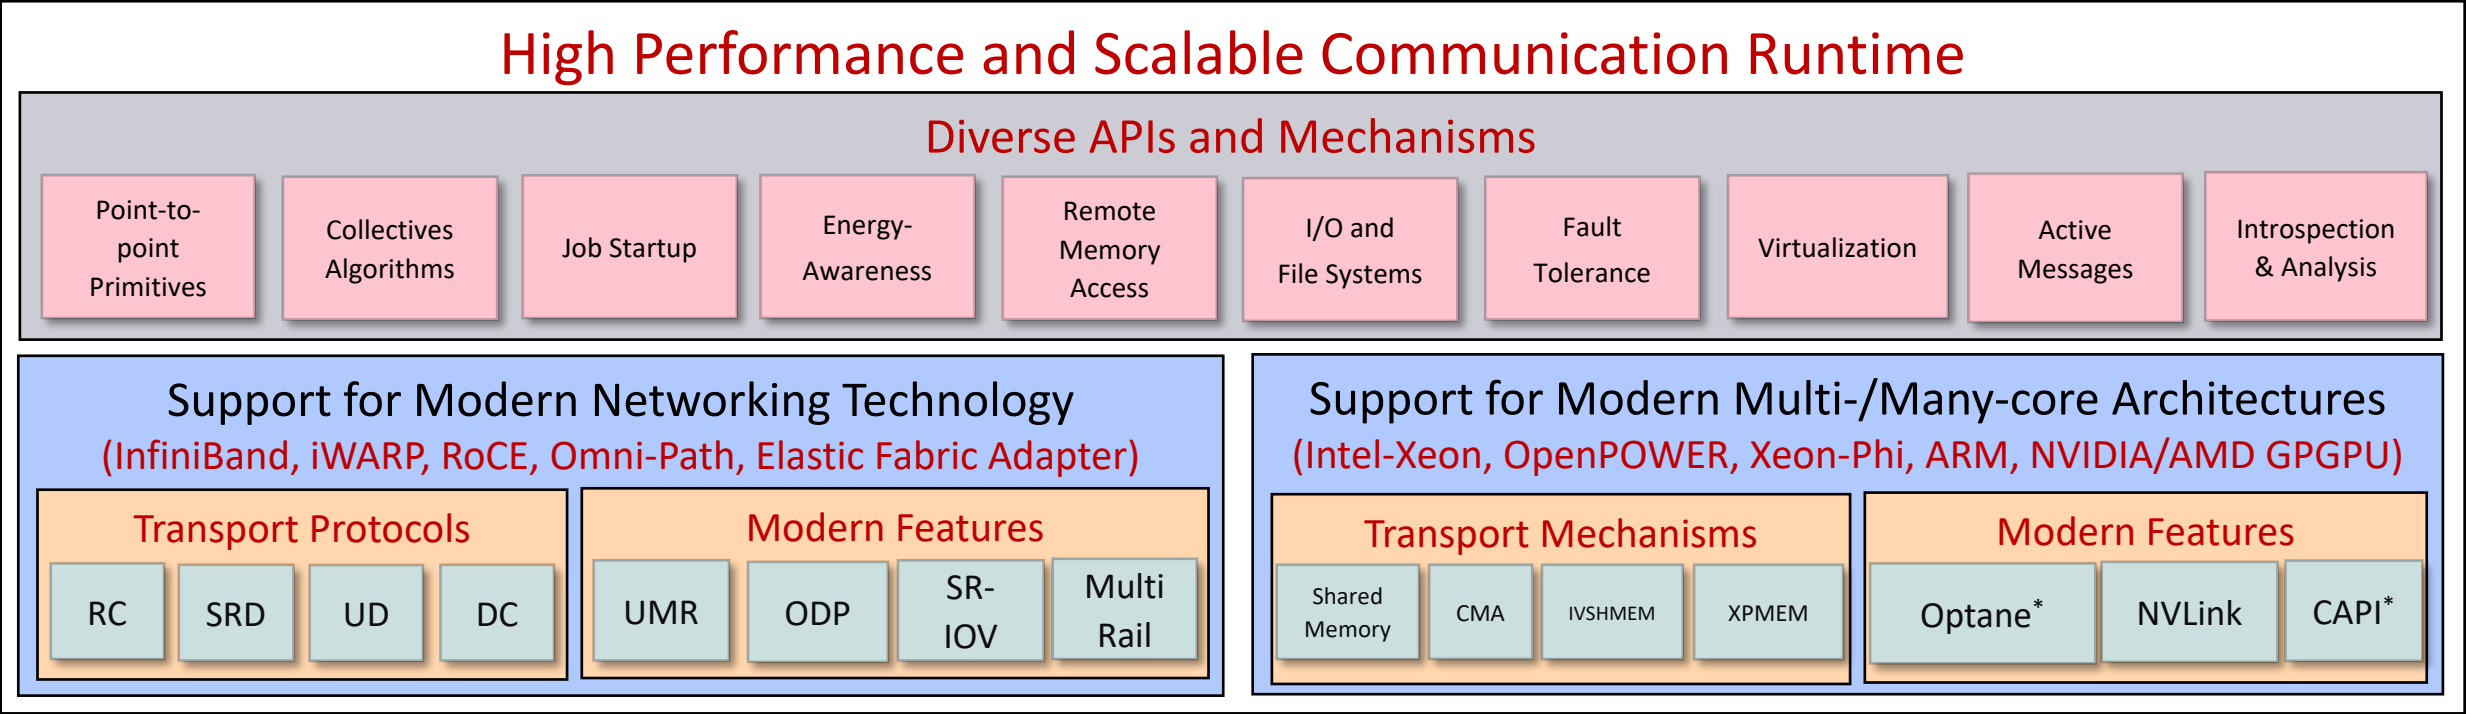 High Performance and Scalable Communication Runtime
Diverse APIs and Mechanisms
Point-to-
point
Primitives
Collectives
Algorithms
Job Startup
Energy-
Awareness
Remote
Memory
Access
I/O and
File Systems
Fault
Tolerance
Virtualization
Active
Messages
Introspection
& Analysis
Support for Modern Networking Technology
(InfiniBand, iWARP, RoCE, Omni-Path, Elastic Fabric Adapter)
Transport Protocols
RC
SRD
UD
DC
Modern Features
UMR
ODP
SR-
IOV
Multi
Rail
Support for Modern Multi-/Many-core Architectures
(Intel-Xeon, OpenPOWER, Xeon-Phi, ARM, NVIDIA/AMD GPGPU)
Transport Mechanisms
Shared
Memory
CMA
IVSHMEM
XPMEM
Modern Features
Optane*
NVLink
CAPI*